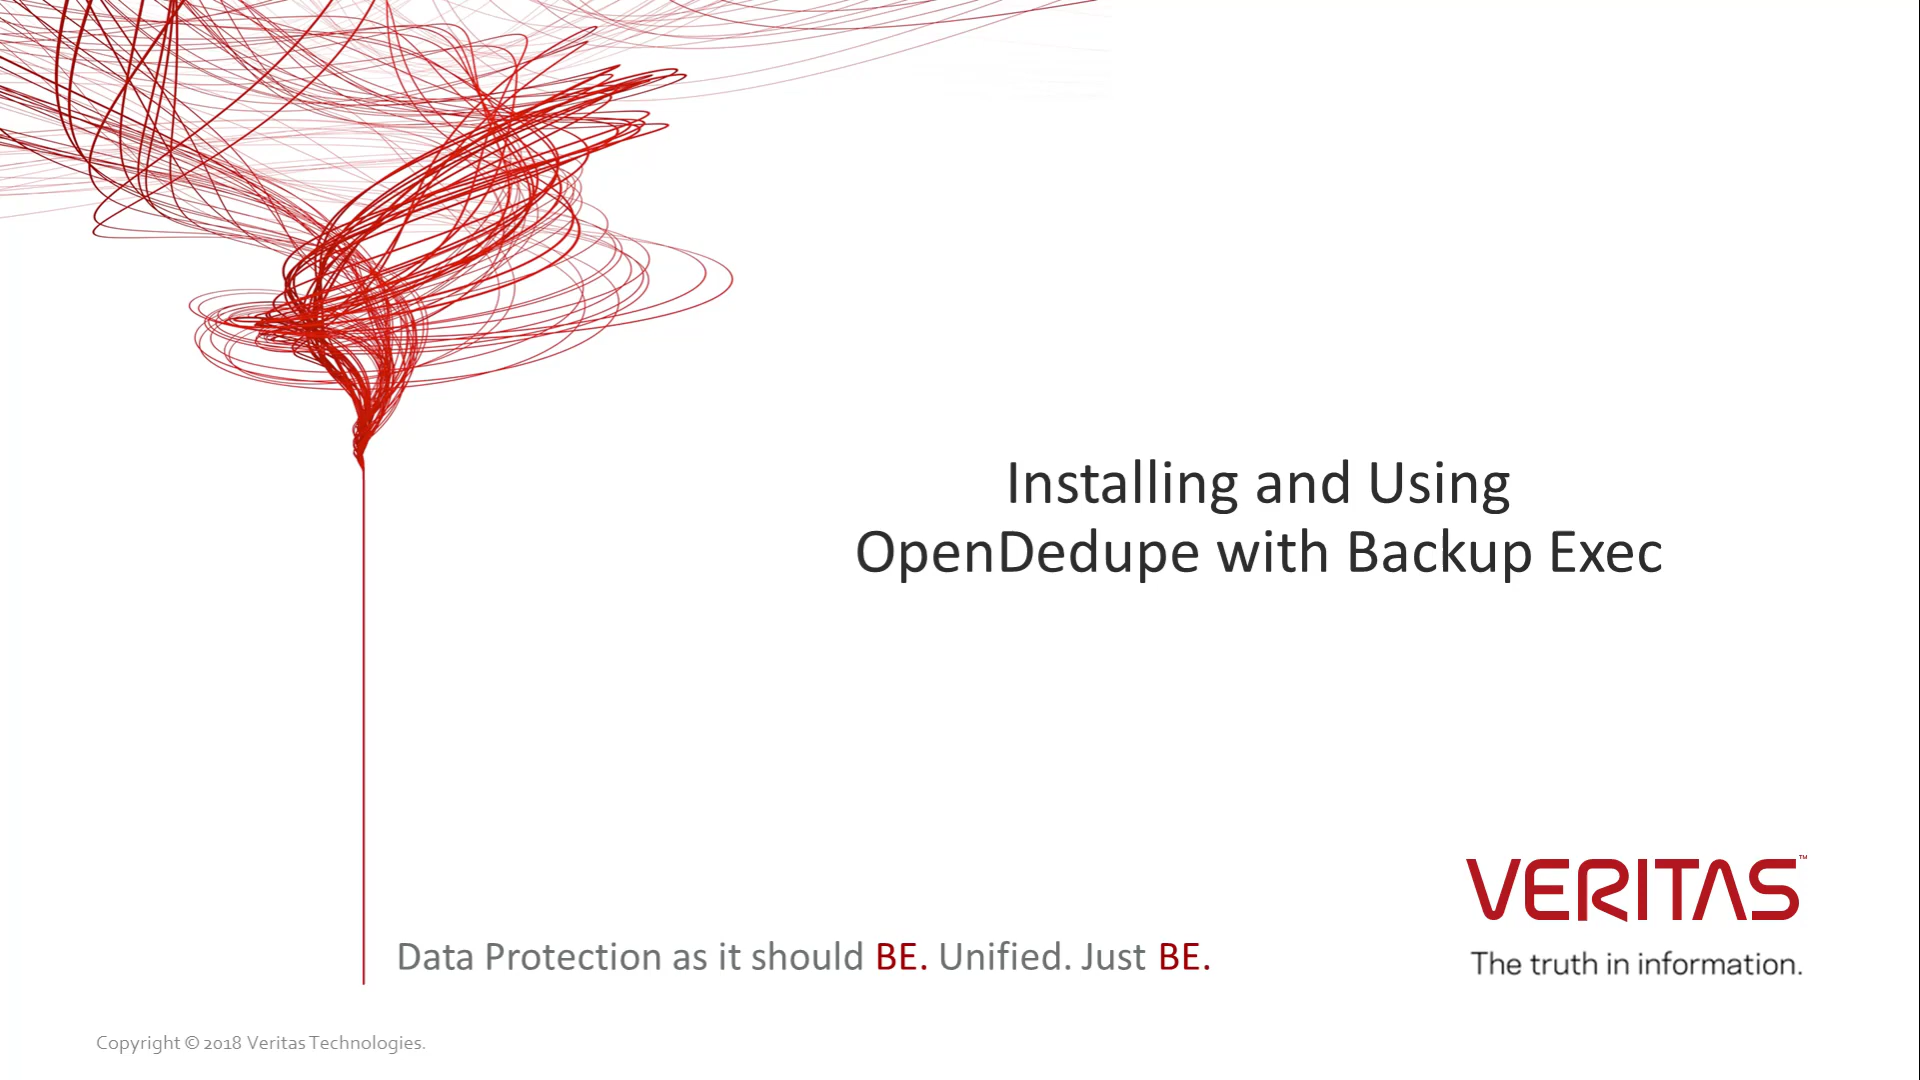 Installing and Using
OpenDedupe with Backup Exec
VERITAS™
The truth in information.
Data Protection as it should BE. Unified. Just BE.
Copyright © 2018 Veritas Technologies.